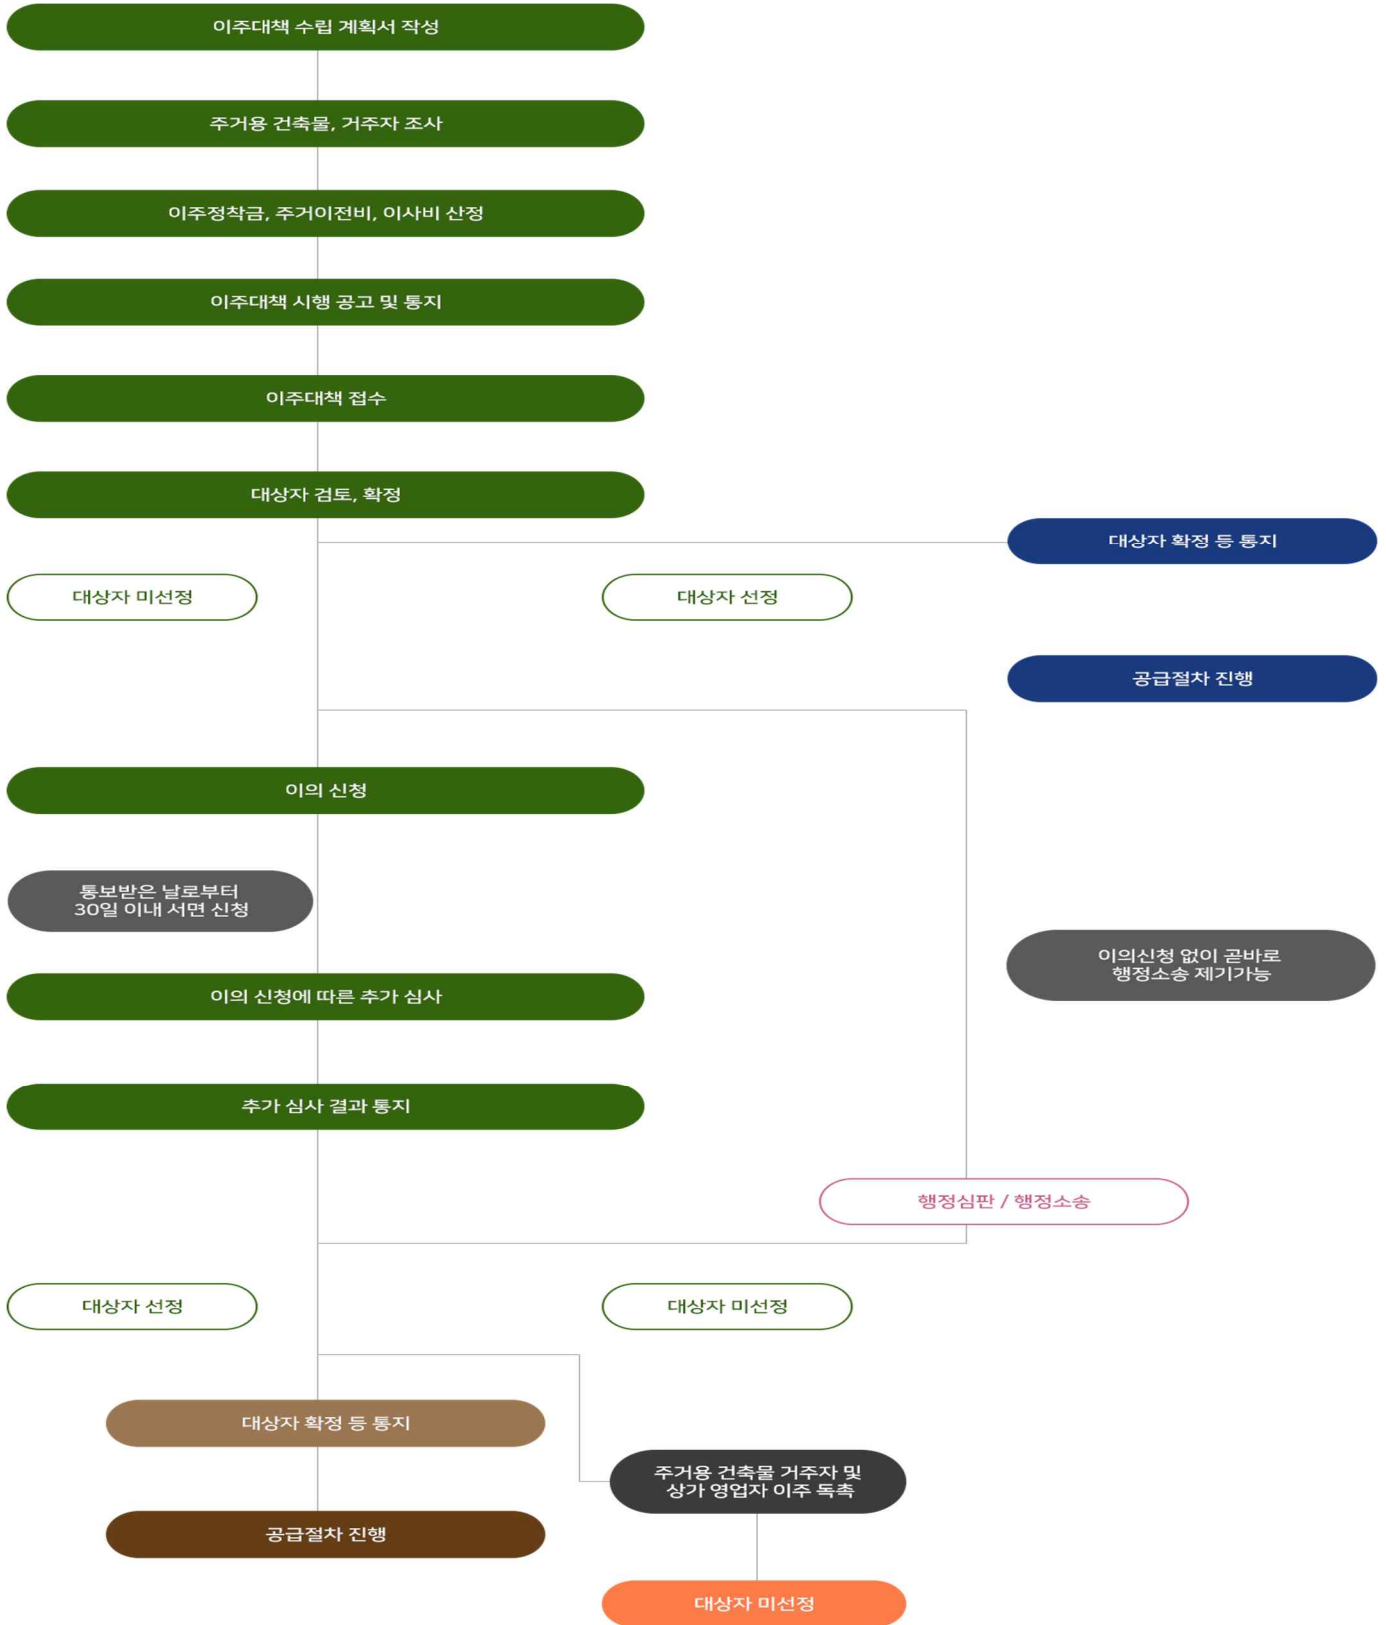 이주대책 수립 계획서 작성
주거용 건축물, 거주자 조사
이주정착금, 주거이전비, 이사비 산정
이주대책 시행 공고 및 통지
이주대책 접수
대상자 검토, 확정
대상자 확정 등 통지
대상자 미선정
대상자 선정
공급절차 진행
이의 신청
통보받은 날로부터
30일 이내 서면 신청
이의신청 없이 곧바로
행정소송 제기가능
이의 신청에 따른 추가 심사
추가 심사 결과 통지
행정심판 / 행정소송
대상자 선정
대상자 미선정
대상자 확정 등 통지
주거용 건축물 거주자 및
상가 영업자 이주 독촉
공급절차 진행
대상자 미선정